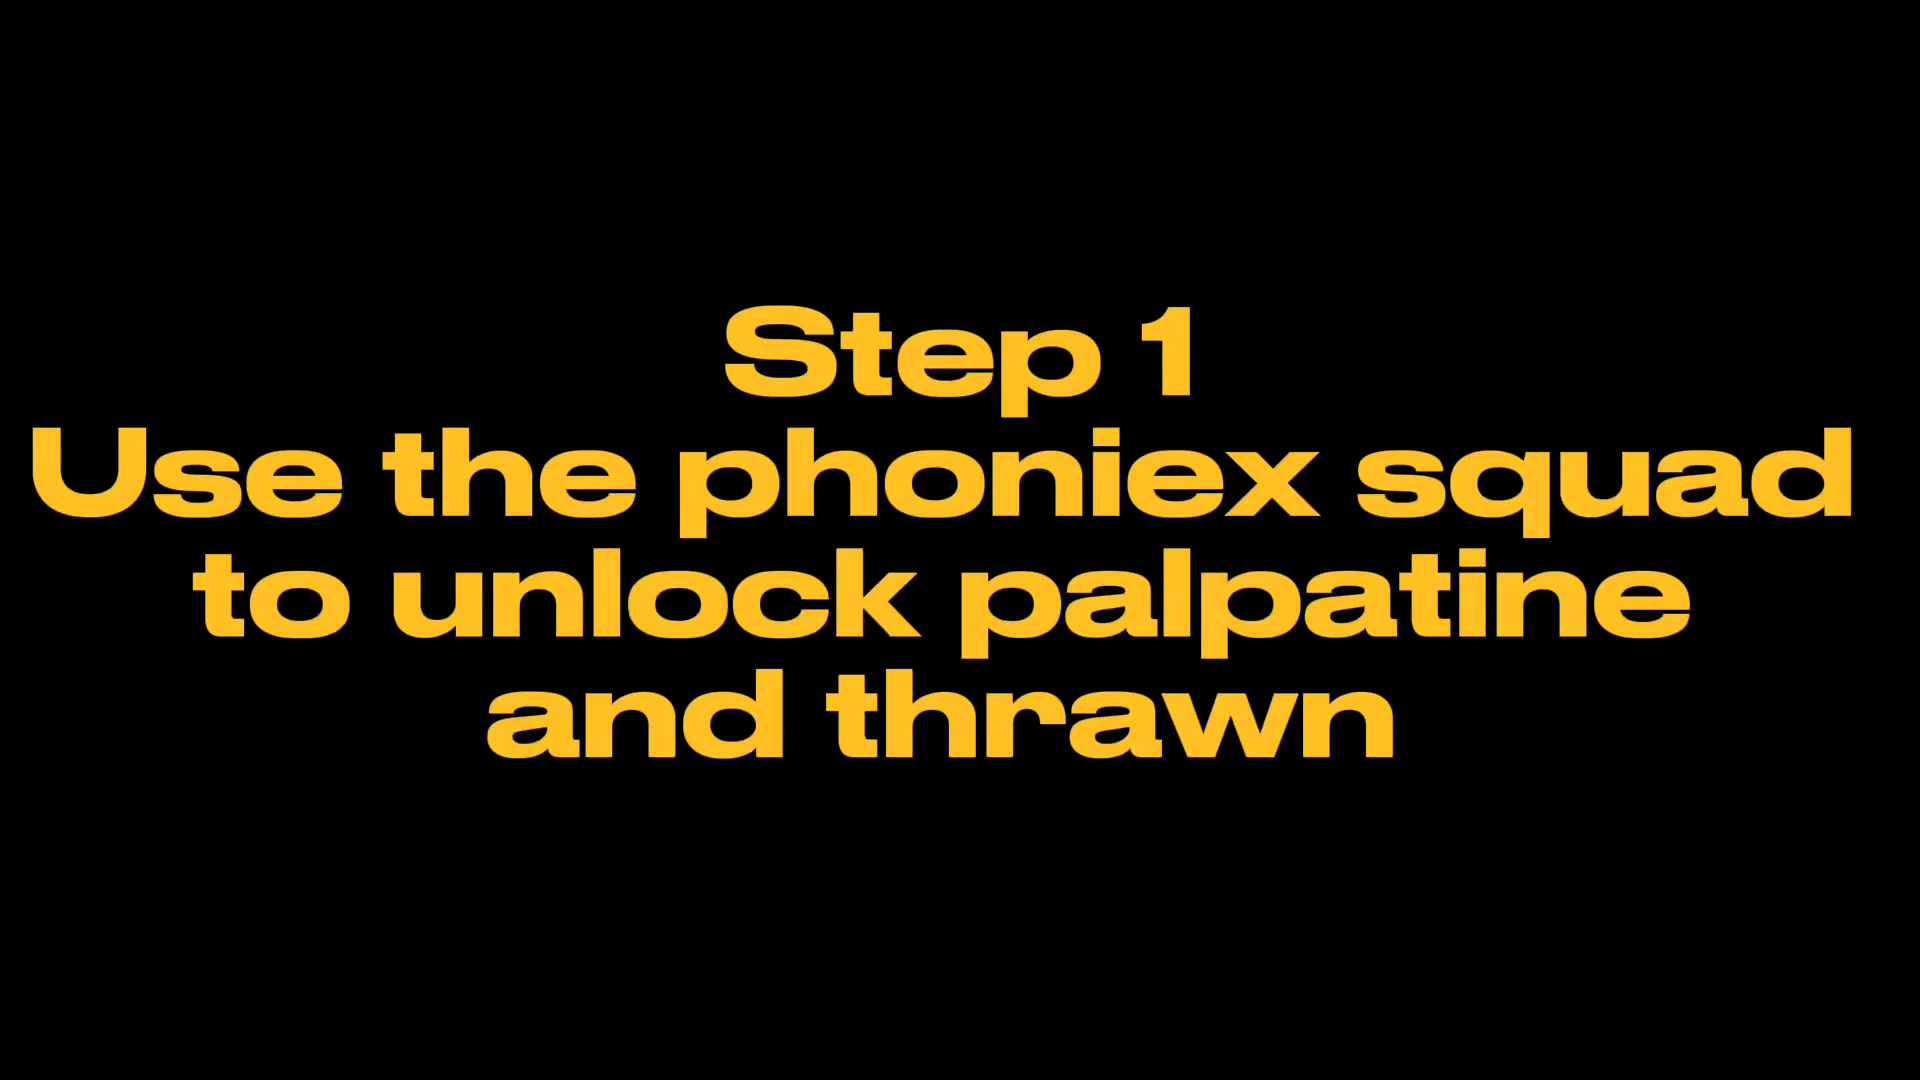 Step 1
Use the phoniex squad
to unlock palpatine
and thrawn